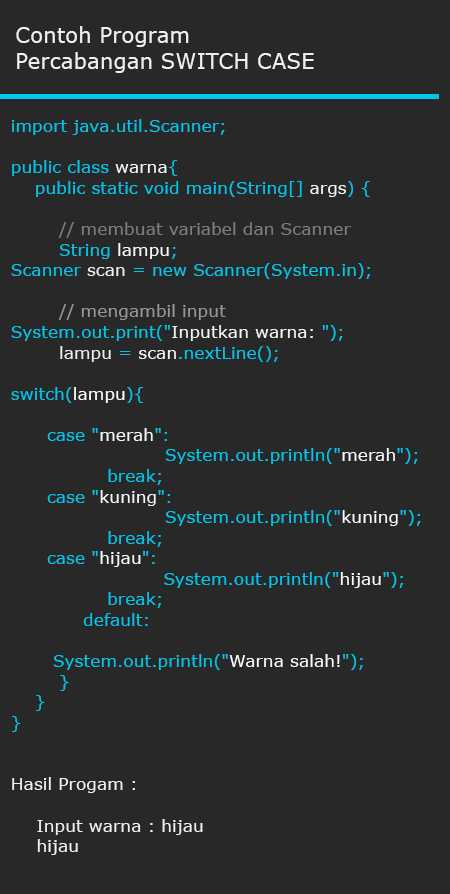 Contoh Program
Percabangan SWITCH CASE
import java.util.Scanner;
public class warna{
public static void main(String[] args) {
// membuat variabel dan Scanner
String lampu;
Scanner scan = new Scanner(System.in);
// mengambil input
System.out.print("Inputkan warna: ");
lampu = scan.nextLine();
switch(lampu){
case "merah":
System.out.println("merah");
break;
case "kuning":
System.out.println("kuning");
break;
case "hijau":
System.out.println("hijau");
break;
default:
System.out.println("Warna salah!");
}
}
}
Hasil Progam :
Input warna : hijau
hijau